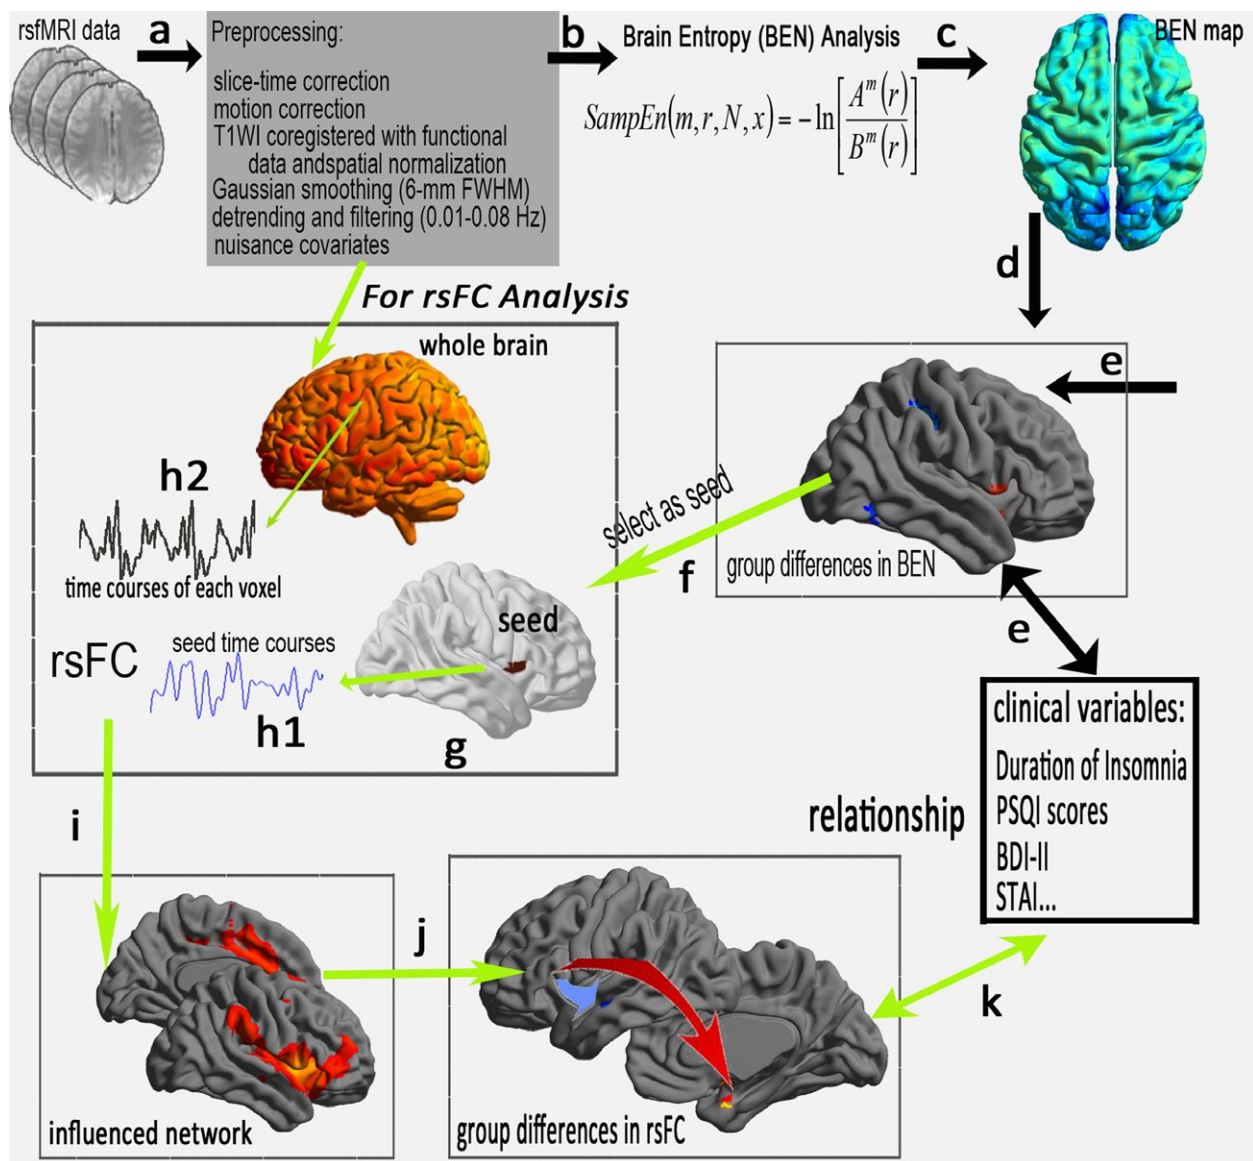 rsfMRI data
a
Preprocessing:
slice-time correction
motion correction
T1WI coregistered with functional
data andspatial normalization
Gaussian smoothing (6-mm FWHM)
detrending and filtering (0.01-0.08 Hz)
nuisance covariates
b
Brain Entropy (BEN) Analysis
SampEn(m,r,N,x)=-ln[A^m(r)/B^m(r)]
c
BEN map
d
e
group differences in BEN
select as seed
f
For rsFC Analysis
whole brain
h2
time courses of each voxel
seed
seed time courses
rsFC
h1
g
e
clinical variables:
Duration of Insomnia
PSQI scores
BDI-II
STAI...
relationship
i
influenced network
j
group differences in rsFC
k